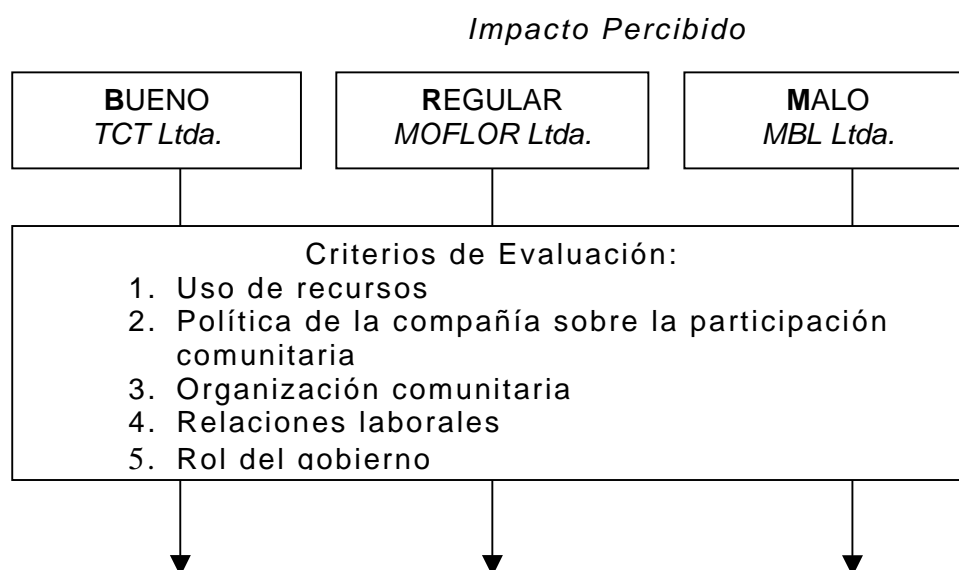 Impacto Percibido
BUENO
TCT Ltda.
REGULAR
MOFLOR Ltda.
MALO
MBL Ltda.
Criterios de Evaluación:
1. Uso de recursos
2. Política de la compañía sobre la participación
comunitaria
3. Organización comunitaria
4. Relaciones laborales
5. Rol del gobierno